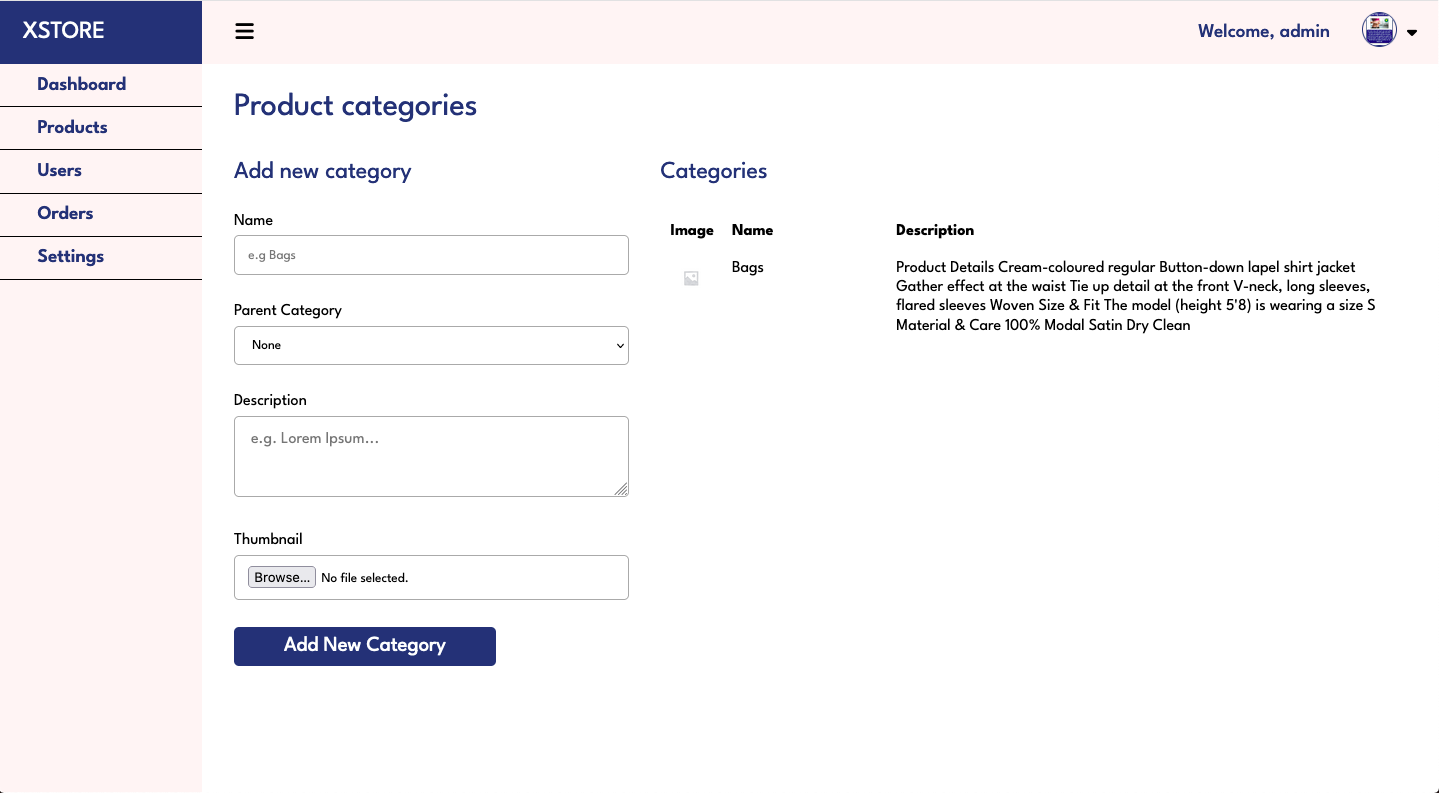 XSTORE
Welcome, admin
Dashboard
Products
Users
Orders
Settings
Product categories
Add new category
Name
e.g Bags
Parent Category
None
Description
e.g. Lorem Ipsum...
Thumbnail
Browse... No file selected.
Add New Category
Categories
Image Name Description
Bags Product Details Cream-coloured regular Button-down lapel shirt jacket
Gather effect at the waist Tie up detail at the front V-neck, long sleeves,
flared sleeves Woven Size & Fit The model (height 5'8) is wearing a size S
Material & Care 100% Modal Satin Dry Clean